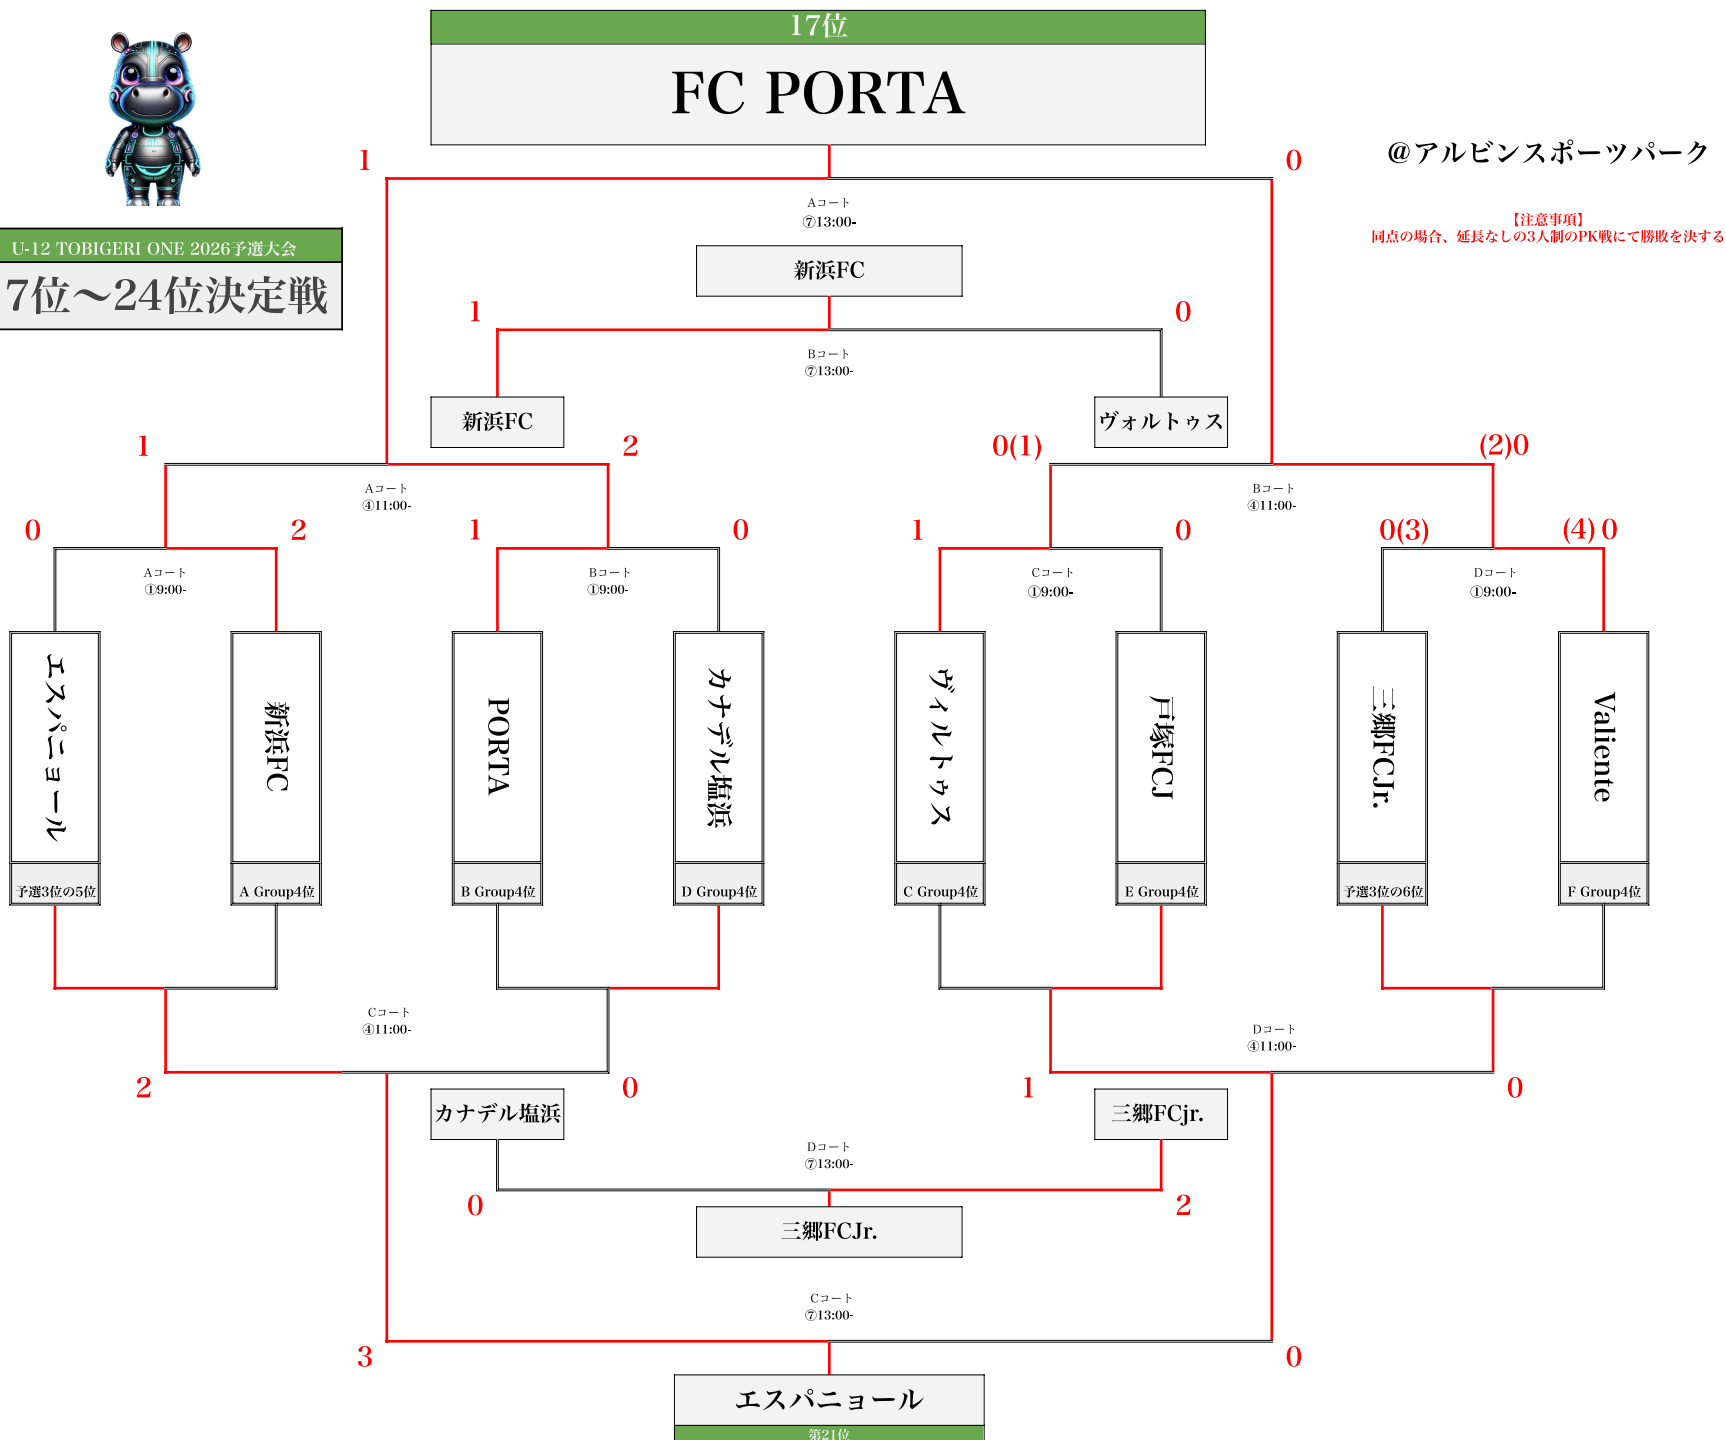 17位
FC PORTA
@アルビンスポーツパーク
【注意事項】
同点の場合、延長なしの3人制のPK戦にて勝敗を決する
U-12 TOBIGERI ONE 2026予選大会
7位～24位決定戦
1
0
Aコート
⑦13:00-
新浜FC
1
0
Bコート
⑦13:00-
新浜FC
ヴォルトゥス
1
2
0(1)
(2)0
Aコート
④11:00-
Bコート
④11:00-
0
2
1
0
1
0
0(3)
(4) 0
Aコート
①9:00-
Bコート
①9:00-
Cコート
①9:00-
Dコート
①9:00-
エスパニョール
新浜FC
PORTA
カナデル塩浜
ヴィルトゥス
戸塚FCJ
三郷FCJr.
Valiente
予選3位の5位
A Group4位
B Group4位
D Group4位
C Group4位
E Group4位
予選3位の6位
F Group4位
Cコート
④11:00-
Dコート
④11:00-
2
0
1
0
カナデル塩浜
三郷FCjr.
Dコート
⑦13:00-
0
2
三郷FCJr.
Cコート
⑦13:00-
3
0
エスパニョール
第21位